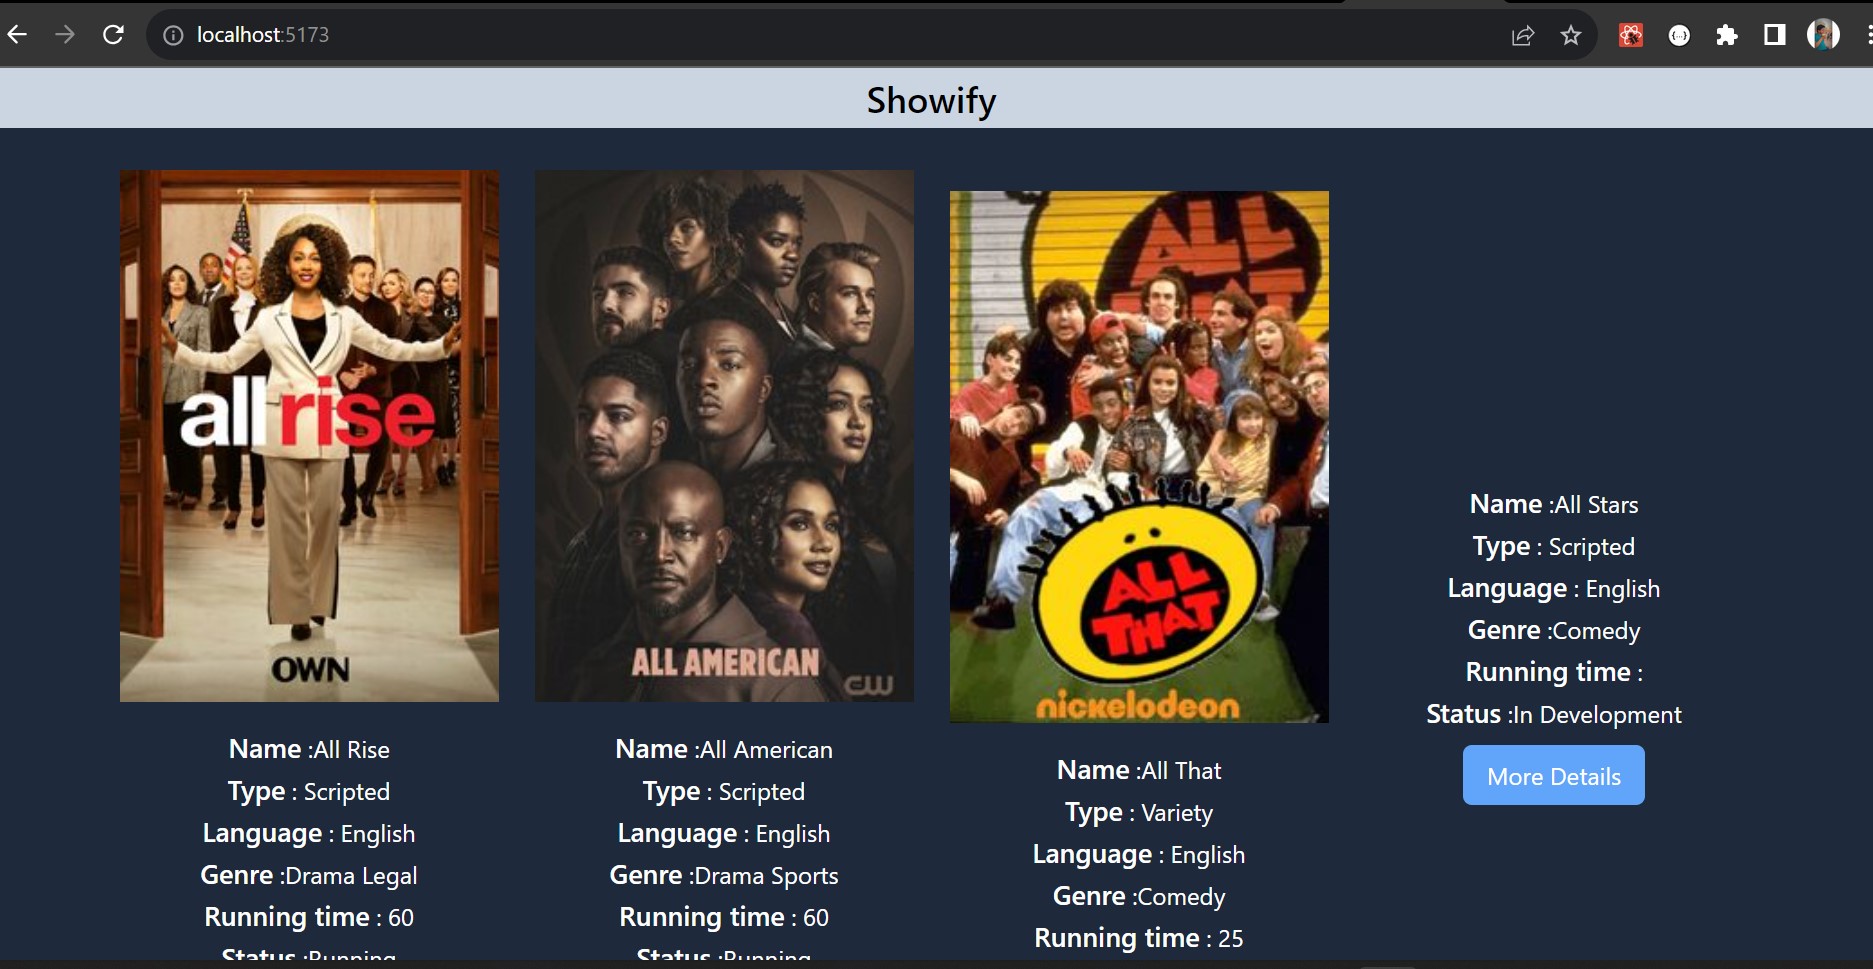 localhost:5173
Showify
all rise
OWN
Name :All Rise
Type : Scripted
Language : English
Genre :Drama Legal
Running time : 60
Status :Running
ALL AMERICAN
CW
Name :All American
Type : Scripted
Language : English
Genre :Drama Sports
Running time : 60
Status :Running
ALL
ALL
THAT
nickelodeon
Name :All That
Type : Variety
Language : English
Genre :Comedy
Running time : 25
Name :All Stars
Type : Scripted
Language : English
Genre :Comedy
Running time :
Status :In Development
More Details